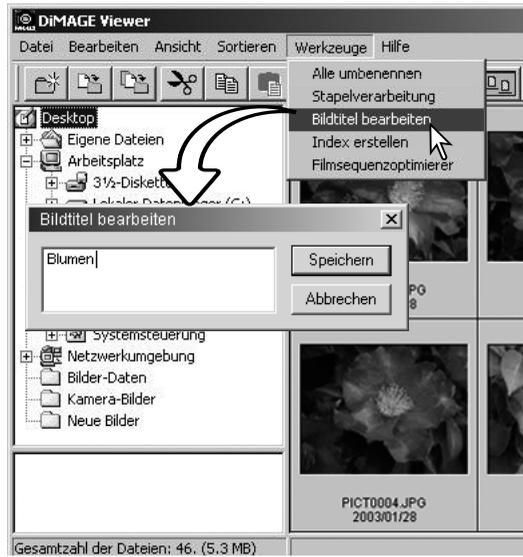 DiMAGE Viewer
Datei Bearbeiten Ansicht Sortieren Werkzeuge Hilfe
Alle umbenennen
Stapelverarbeitung
Bildtitel bearbeiten
Index erstellen
Filmsequenzoptimierer
Desktop
Eigene Dateien
Arbeitsplatz
3½-Diskette
Bildtitel bearbeiten
Blumen
Speichern
Abbrechen
Systemsteuerung
Netzwerkumgebung
Bilder-Daten
Kamera-Bilder
Neue Bilder
PICT0004.JPG
2003/01/28
Gesamtzahl der Dateien: 46. (5.3 MB)